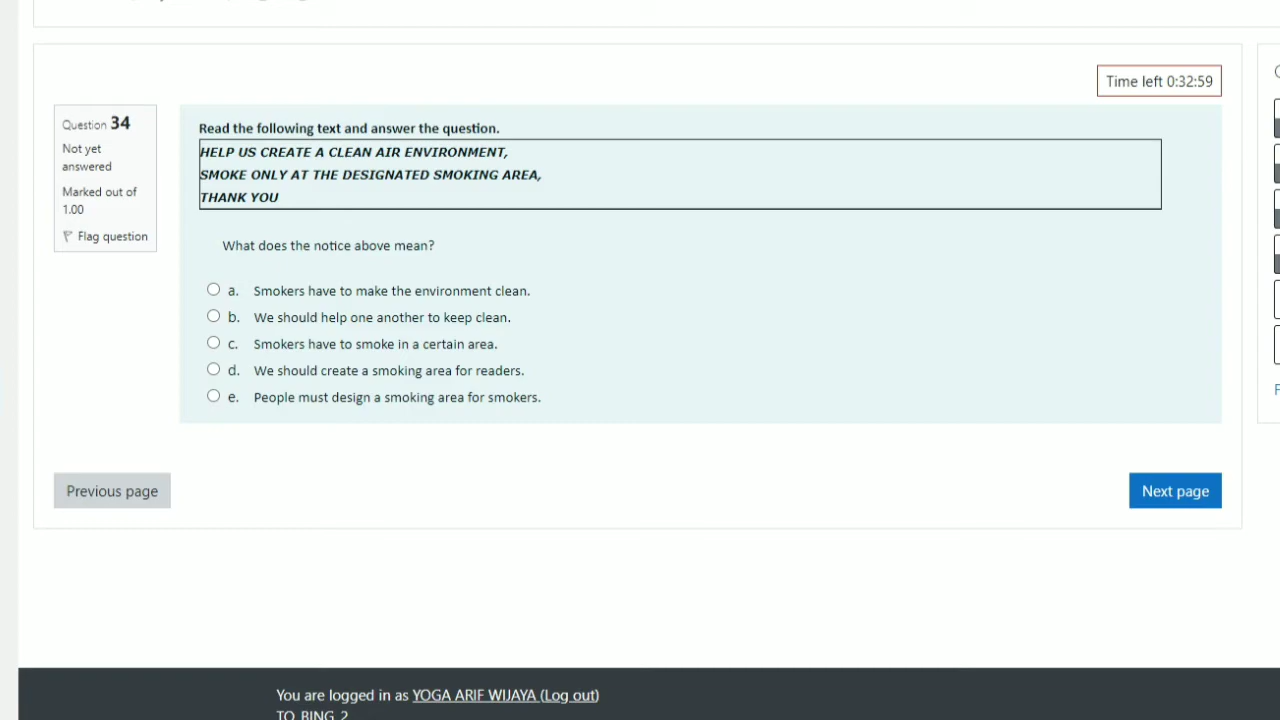 Time left 0:32:59
Question 34
Not yet
answered
Marked out of
1.00
Flag question
Read the following text and answer the question.
HELP US CREATE A CLEAN AIR ENVIRONMENT,
SMOKE ONLY AT THE DESIGNATED SMOKING AREA,
THANK YOU
What does the notice above mean?
a. Smokers have to make the environment clean.
b. We should help one another to keep clean.
c. Smokers have to smoke in a certain area.
d. We should create a smoking area for readers.
e. People must design a smoking area for smokers.
Previous page
Next page
You are logged in as YOGA ARIF WIJAYA (Log out)
TO BING 2